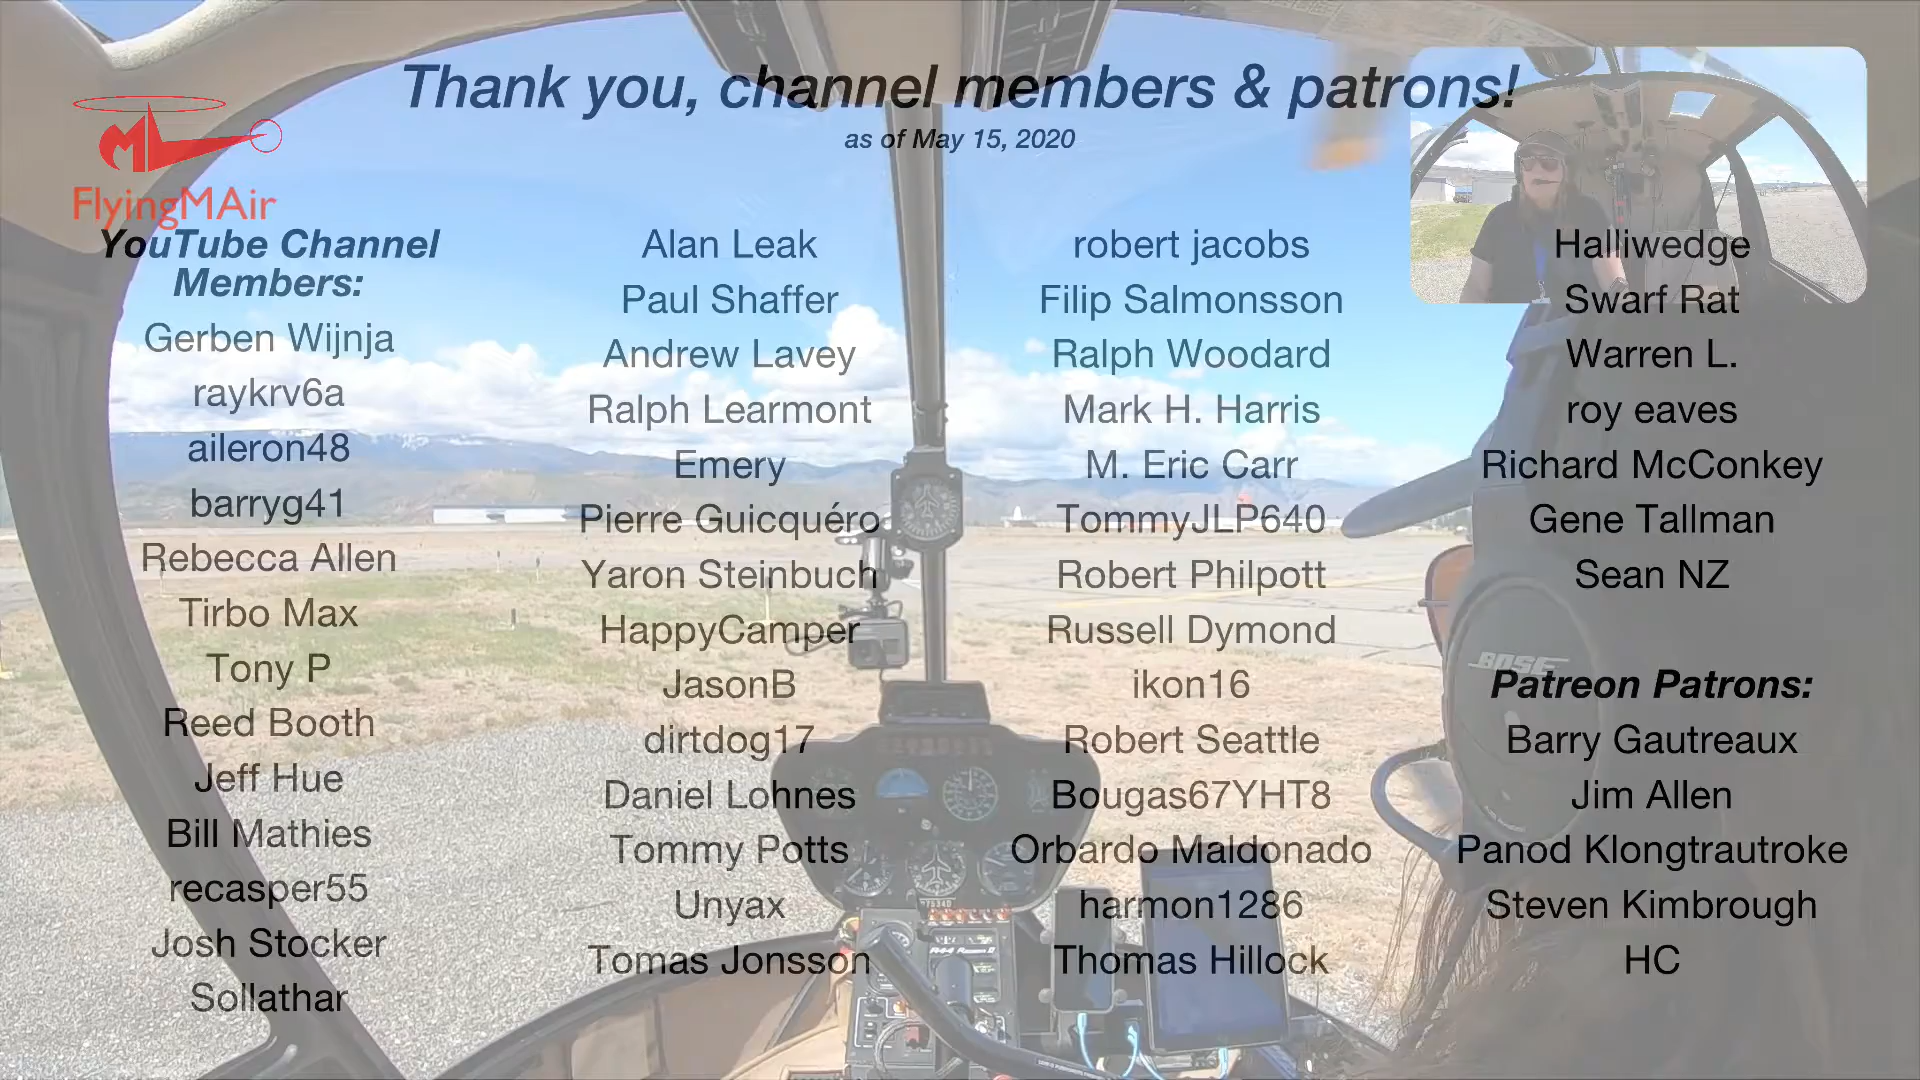 Thank you, channel members & patrons!
as of May 15, 2020
FlyingMAir
YouTube Channel
Members:
Gerben Wijnja
raykrv6a
aileron48
barryg41
Rebecca Allen
Tirbo Max
Tony P
Reed Booth
Jeff Hue
Bill Mathies
recasper55
Josh Stocker
Sollathar
Alan Leak
Paul Shaffer
Andrew Lavey
Ralph Learmont
Emery
Pierre Guicquéro
Yaron Steinbuch
HappyCamper
JasonB
dirtdog17
Daniel Lohnes
Tommy Potts
Unyax
Tomas Jonsson
robert jacobs
Filip Salmonsson
Ralph Woodard
Mark H. Harris
M. Eric Carr
TommyJLP640
Robert Philpott
Russell Dymond
ikon16
Robert Seattle
Bougas67YHT8
Orbardo Maldonado
harmon1286
Thomas Hillock
Halliwedge
Swarf Rat
Warren L.
roy eaves
Richard McConkey
Gene Tallman
Sean NZ
Patreon Patrons:
Barry Gautreaux
Jim Allen
Panod Klongtrautroke
Steven Kimbrough
HC
BOSE